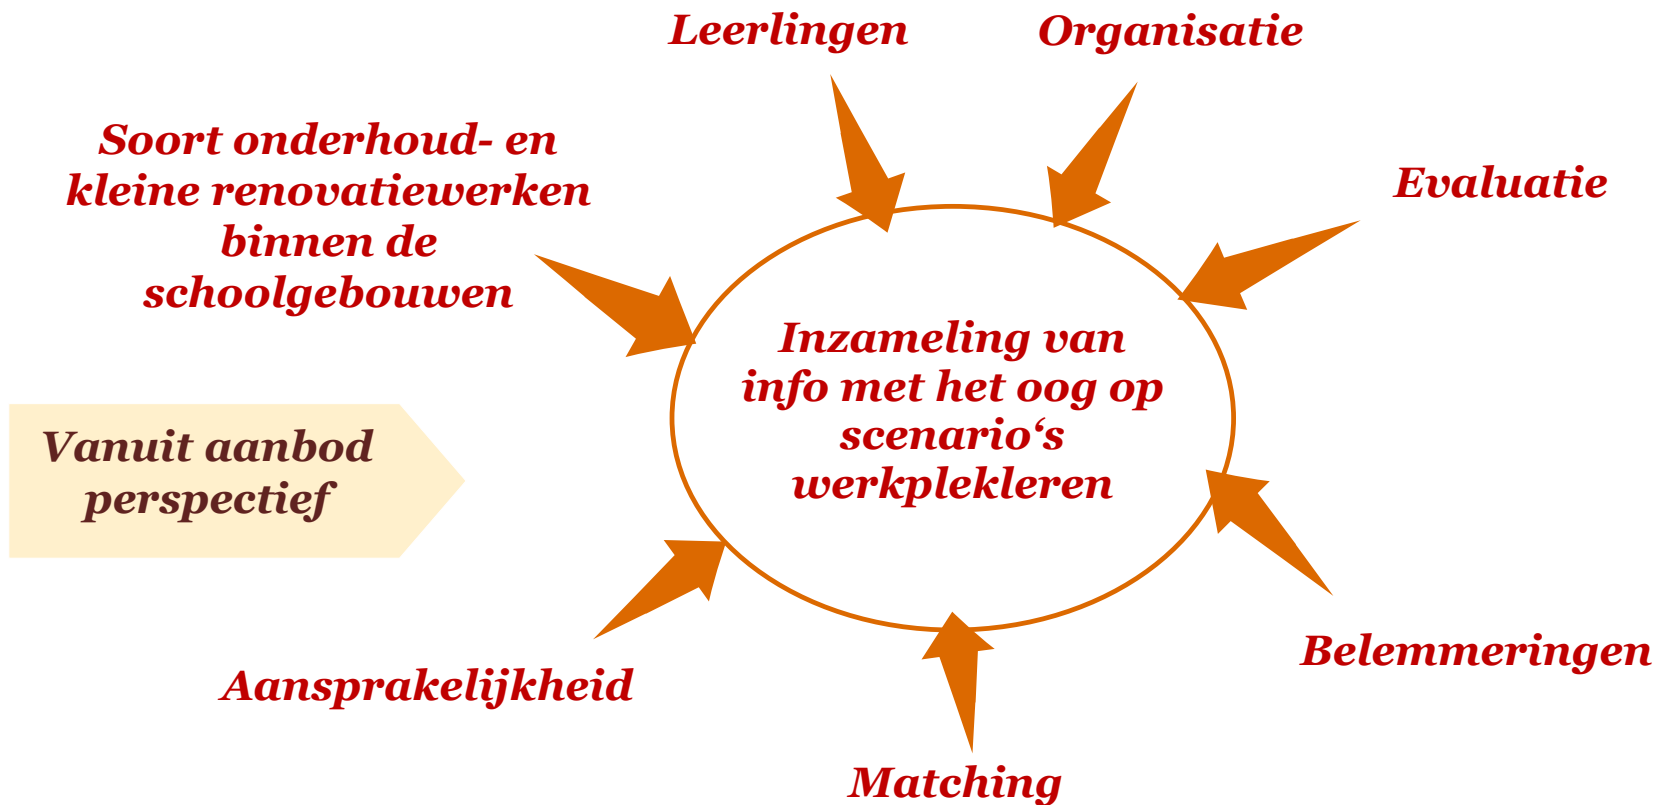 Leerlingen
Organisatie
Soort onderhoud- en
kleine renovatiewerken
binnen de
schoolgebouwen
Evaluatie
Inzameling van
info met het oog op
scenario‘s
werkplekleren
Vanuit aanbod
perspectief
Aansprakelijkheid
Belemmeringen
Matching